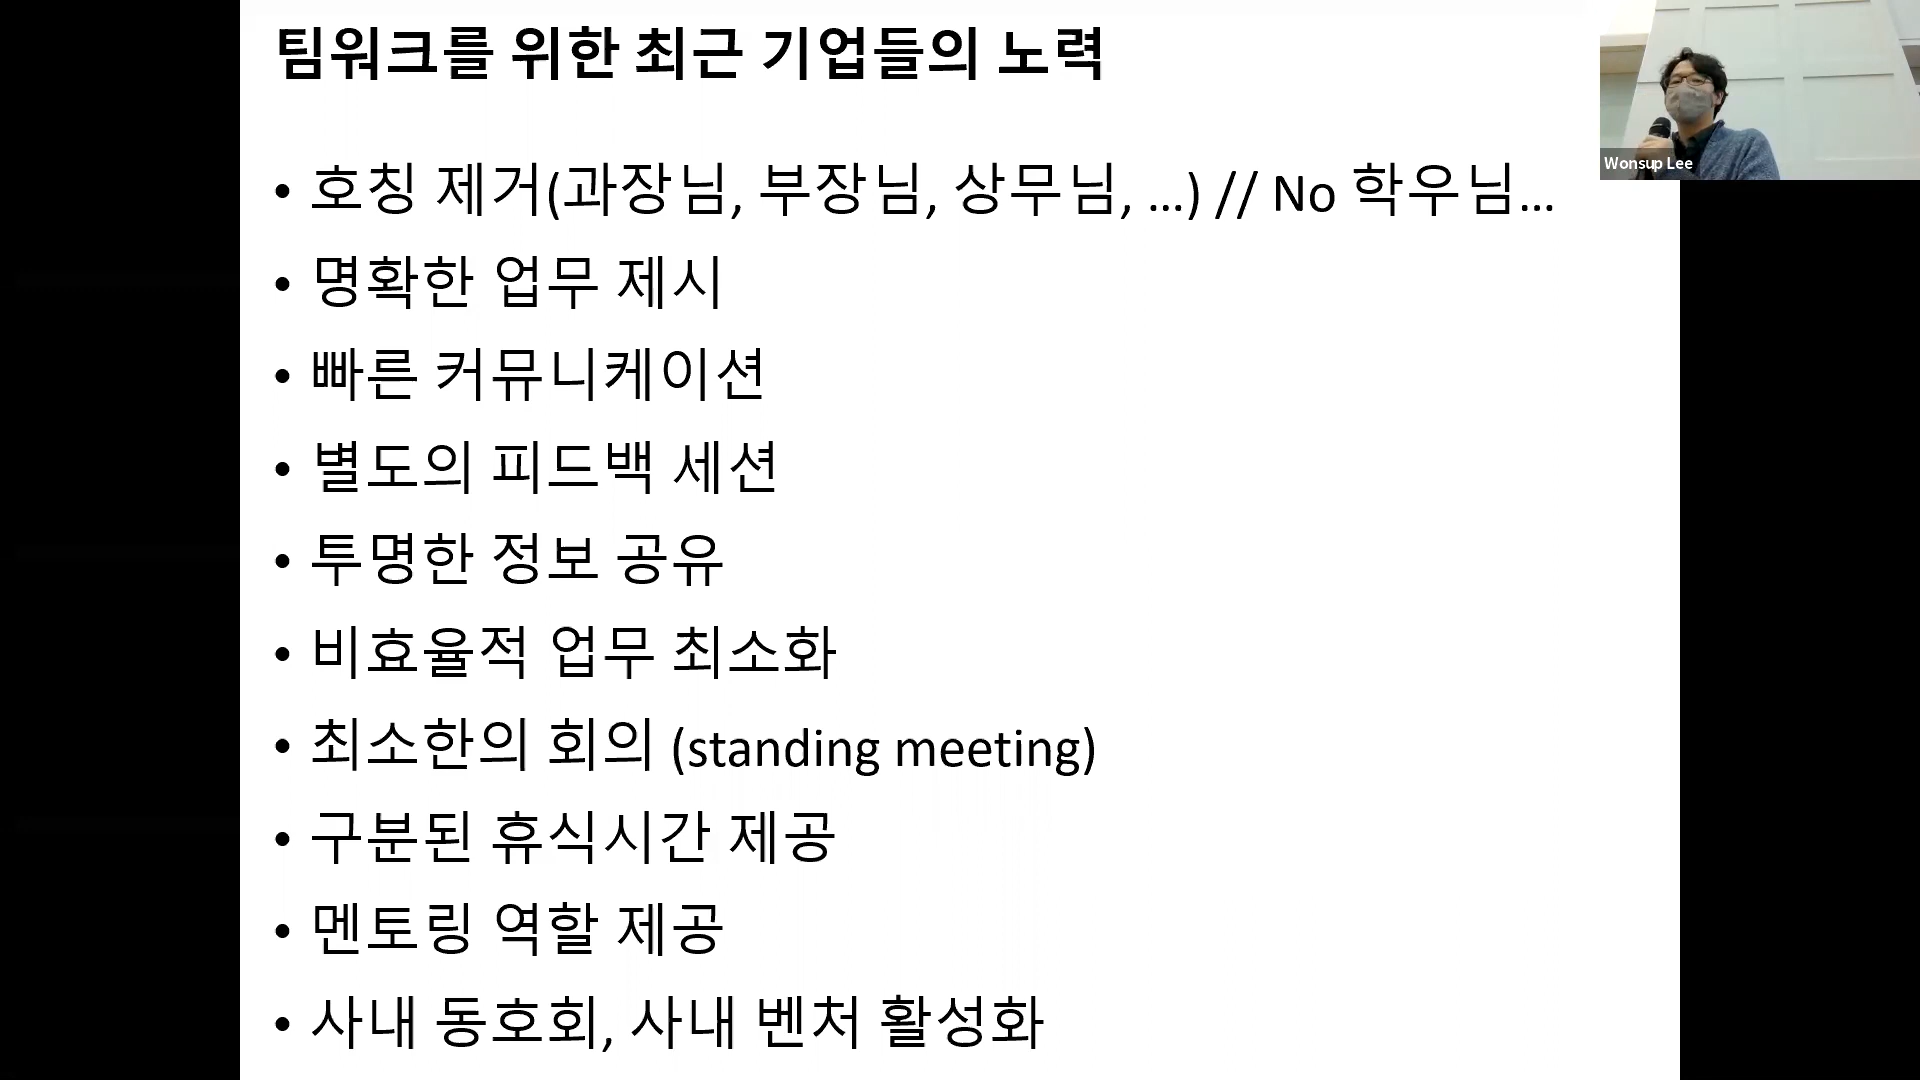 팀워크를 위한 최근 기업들의 노력
• 호칭 제거(과장님, 부장님, 상무님, ...) // No 학우님...
• 명확한 업무 제시
• 빠른 커뮤니케이션
• 별도의 피드백 세션
• 투명한 정보 공유
• 비효율적 업무 최소화
• 최소한의 회의 (standing meeting)
• 구분된 휴식시간 제공
• 멘토링 역할 제공
• 사내 동호회, 사내 벤처 활성화
Wonsup Lee